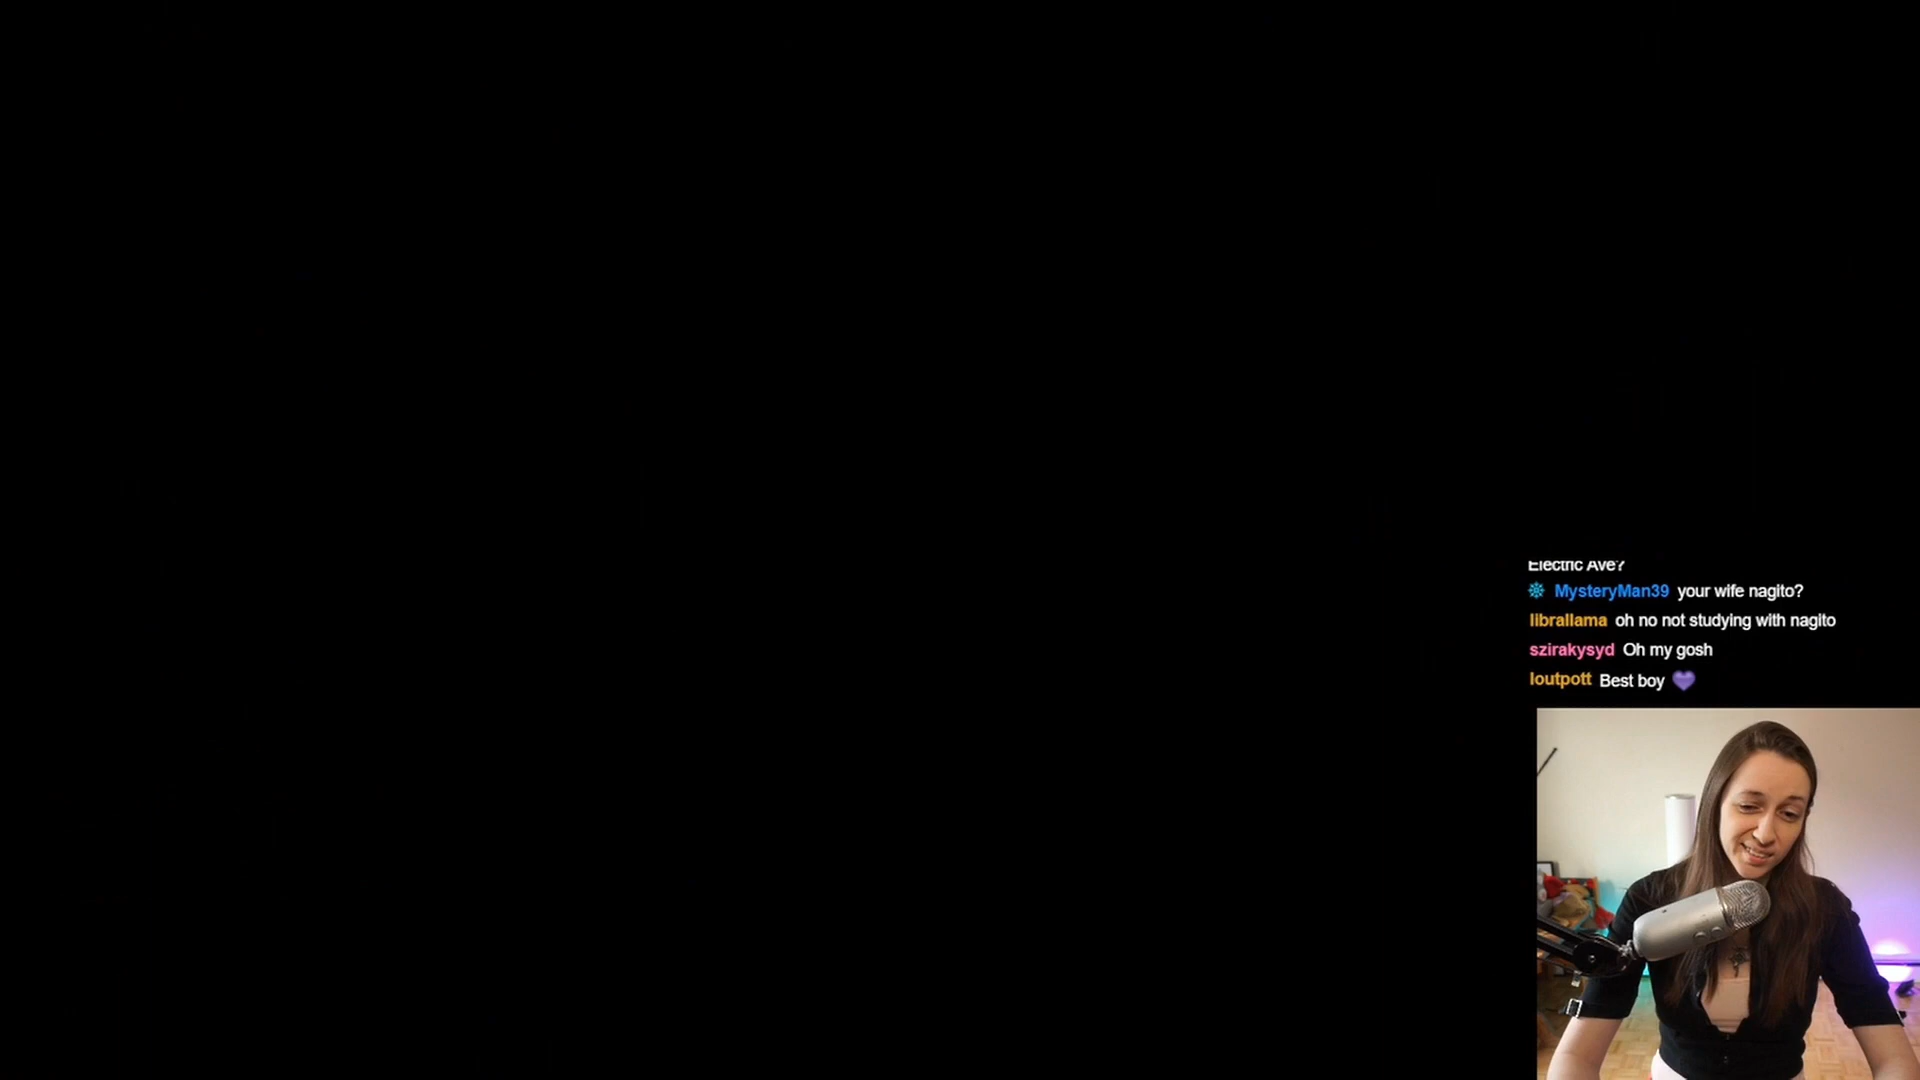 Electric Ave?
MysteryMan39 your wife nagito?
librallama oh no not studying with nagito
szirakysyd Oh my gosh
loutpott Best boy